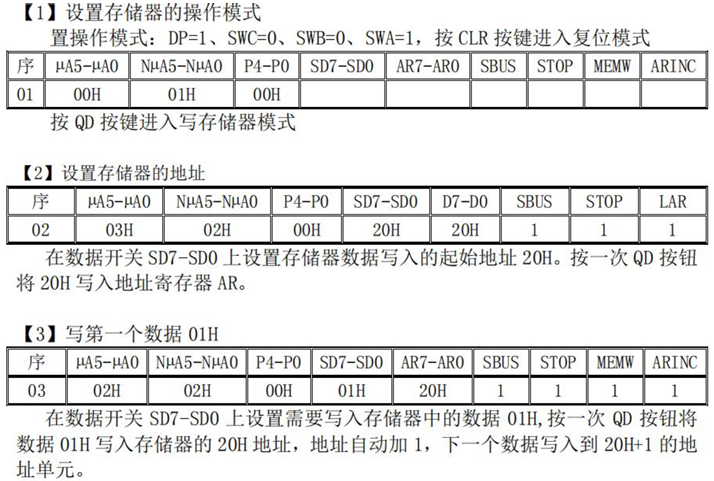 【1】设置存储器的操作模式
置操作模式：DP=1、SWC=0、SWB=0、SWA=1，按 CLR 按键进入复位模式
序 μA5-μA0 NμA5-NμA0 P4-P0 SD7-SD0 AR7-AR0 SBUS STOP MEMW ARINC
01 00H 01H 00H
按 QD 按键进入写存储器模式
【2】设置存储器的地址
序 μA5-μA0 NμA5-NμA0 P4-P0 SD7-SD0 D7-D0 SBUS STOP LAR
02 03H 02H 00H 20H 20H 1 1 1
在数据开关 SD7-SD0 上设置存储器数据写入的起始地址 20H。按一次 QD 按钮
将 20H 写入地址寄存器 AR。
【3】写第一个数据 01H
序 μA5-μA0 NμA5-NμA0 P4-P0 SD7-SD0 AR7-AR0 SBUS STOP MEMW ARINC
03 02H 02H 00H 01H 20H 1 1 1 1
在数据开关 SD7-SD0 上设置需要写入存储器中的数据 01H,按一次 QD 按钮将
数据 01H 写入存储器的 20H 地址，地址自动加 1，下一个数据写入到 20H+1 的地
址单元。